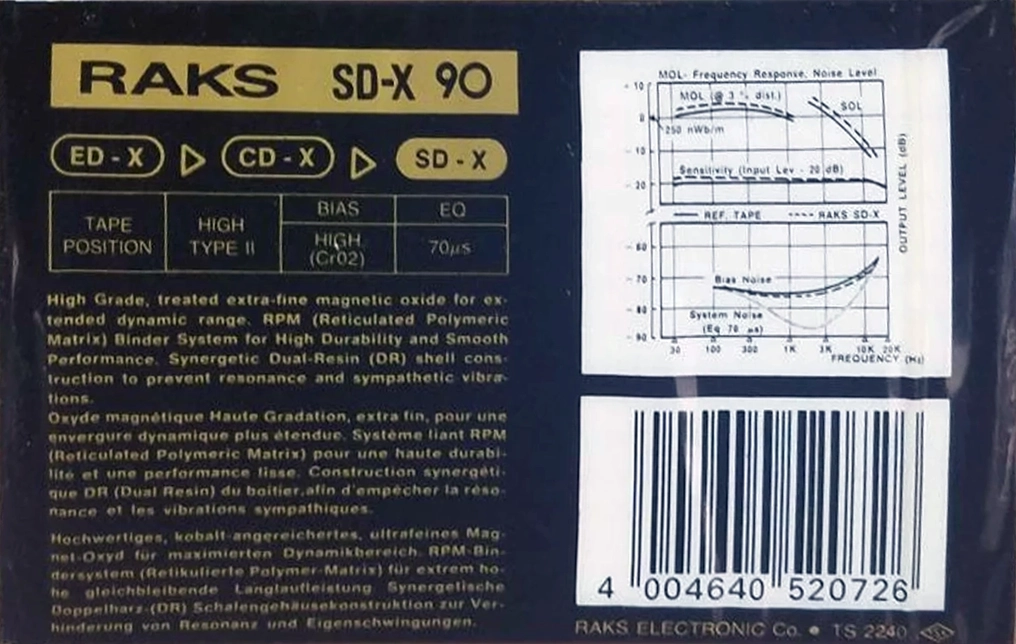 RAKS SD-X 90
ED-X CD-X SD-X
TAPE POSITION
HIGH TYPE II
BIAS EQ
HIGH (Cr02) 70µs
High Grade, treated extra-fine magnetic oxide for ex-
tended dynamic range. RPM (Reticulated Polymeric
Matrix) Binder System for High Durability and Smooth
Performance. Synergetic Dual-Resin (DR) shell cons-
truction to prevent resonance and sympathetic vibra-
tions.
Oxyde magnétique Haute Gradation, extra fin, pour une
envergure dynamique plus étendue. Système liant RPM
(Reticulated Polymeric Matrix) pour une haute durabi-
lité et une performance lisse. Construction synergéti-
que DR (Dual Resin) du boîtier,afin d'empêcher la réso-
nance et les vibrations sympathiques.
Hochwertiges, kobalt-angereichertes, ultrafeines Mag-
net-Oxyd für maximierten Dynamikbereich. RPM-Bin-
dersystem (Retikulierte Polymer-Matrix) für extrem ho-
he gleichbleibende Langlaufleistung Synergetische
Doppelharz-(DR) Schalengehäusekonstruktion zur Ver-
hinderung von Resonanz und Eigenschwingungen.
MOL- Frequency Response, Noise Level
+10
0
-10
-20
MOL (@ 3 % dist.)
SOL
250 nWb/m
Sensitivity (Input Lev - 20 dB)
REF. TAPE RAKS SD-X
OUTPUT LEVEL (dB)
-60
-70
-80
-90
Bias Noise
System Noise
(Eq 70 µs)
30 100 300 1K 3K 10K 20K
FREQUENCY (Hz)
4 004640 520726
RAKS ELECTRONIC Co. • TS 2240